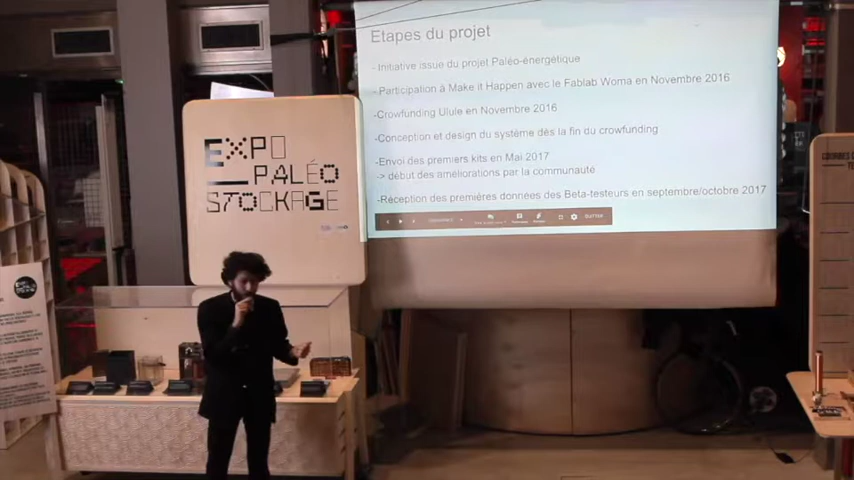 Etapes du projet
- Initiative issue du projet Paléo-énergétique
- Participation à Make it Happen avec le Fablab Woma en Novembre 2016
-Crowfunding Ulule en Novembre 2016
-Conception et design du système dès la fin du crowfunding
-Envoi des premiers kits en Mai 2017
-> début des améliorations par la communauté
-Réception des premières données des Beta-testeurs en septembre/octobre 2017
EXPO
PALÉO
STOCKAGE